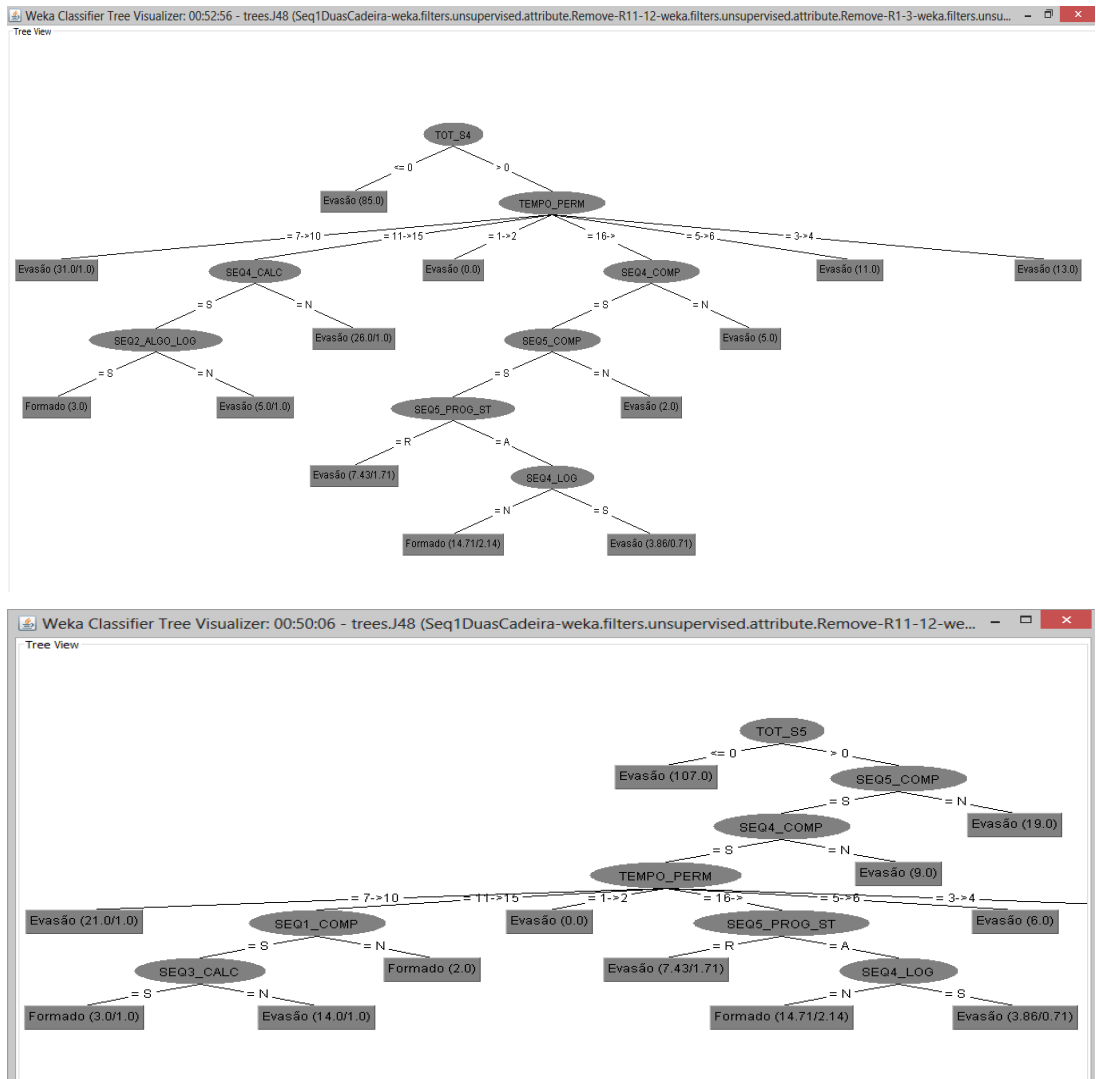 Weka Classifier Tree Visualizer: 00:52:56 - trees.J48 (Seq1DuasCadeira-weka.filters.unsupervised.attribute.Remove-R11-12-weka.filters.unsupervised.attribute.Remove-R1-3-weka.filters.unsu...
Tree View
TOT_S4
<= 0 > 0
Evasão (85.0)
TEMPO_PERM
= 7->10 = 11->15 = 1->2 = 16-> = 5->6 = 3->4
Evasão (31.0/1.0) SEQ4_CALC Evasão (0.0) SEQ4_COMP Evasão (11.0) Evasão (13.0)
= S = N = S = N
SEQ2_ALGO_LOG Evasão (26.0/1.0) SEQ5_COMP Evasão (5.0)
= S = N = S = N
Formado (3.0) Evasão (5.0/1.0) SEQ5_PROG_ST Evasão (2.0)
= R = A
Evasão (7.43/1.71) SEQ4_LOG
= N = S
Formado (14.71/2.14) Evasão (3.86/0.71)
Weka Classifier Tree Visualizer: 00:50:06 - trees.J48 (Seq1DuasCadeira-weka.filters.unsupervised.attribute.Remove-R11-12-we...
Tree View
TOT_S5
<= 0 > 0
Evasão (107.0) SEQ5_COMP
= S = N
SEQ4_COMP Evasão (19.0)
= S = N
TEMPO_PERM Evasão (9.0)
= 7->10 = 11->15 = 1->2 = 16-> = 5->6 = 3->4
Evasão (21.0/1.0) SEQ1_COMP Evasão (0.0) SEQ5_PROG_ST Evasão (6.0)
= S = N = R = A
SEQ3_CALC Formado (2.0) Evasão (7.43/1.71) SEQ4_LOG
= S = N = N = S
Formado (3.0/1.0) Evasão (14.0/1.0) Formado (14.71/2.14) Evasão (3.86/0.71)